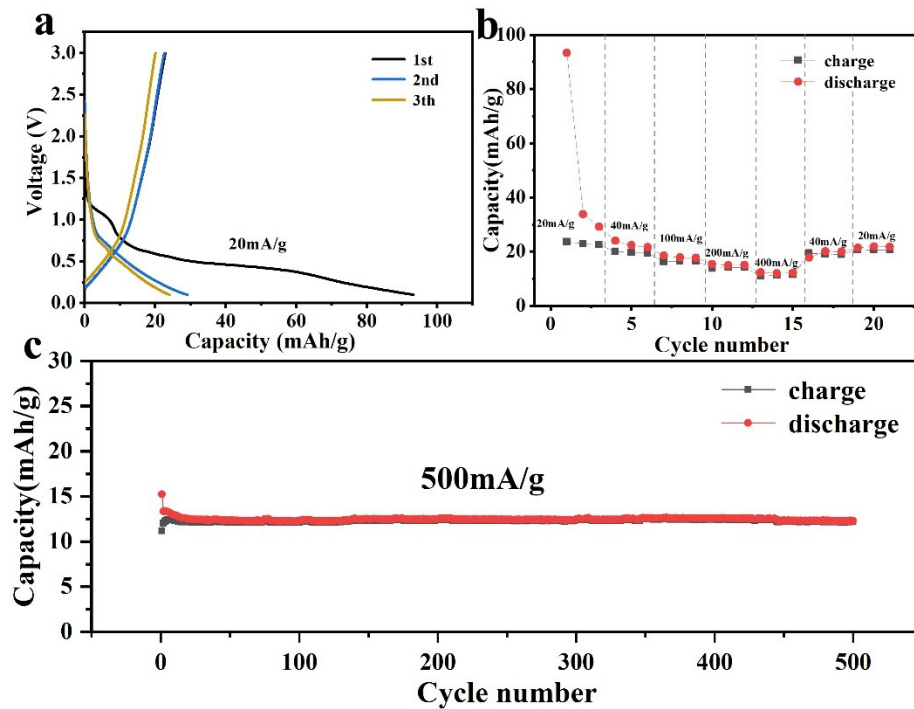 a
Voltage (V)
3.0
2.5
2.0
1.5
1.0
0.5
0.0
1st
2nd
3th
20mA/g
0 20 40 60 80 100
Capacity (mAh/g)
b
Capacity(mAh/g)
100
80
60
40
20
0
charge
discharge
20mA/g
40mA/g
100mA/g
200mA/g
400mA/g
40mA/g
20mA/g
0 5 10 15 20
Cycle number
c
Capacity(mAh/g)
30
25
20
15
10
5
0
charge
discharge
500mA/g
0 100 200 300 400 500
Cycle number